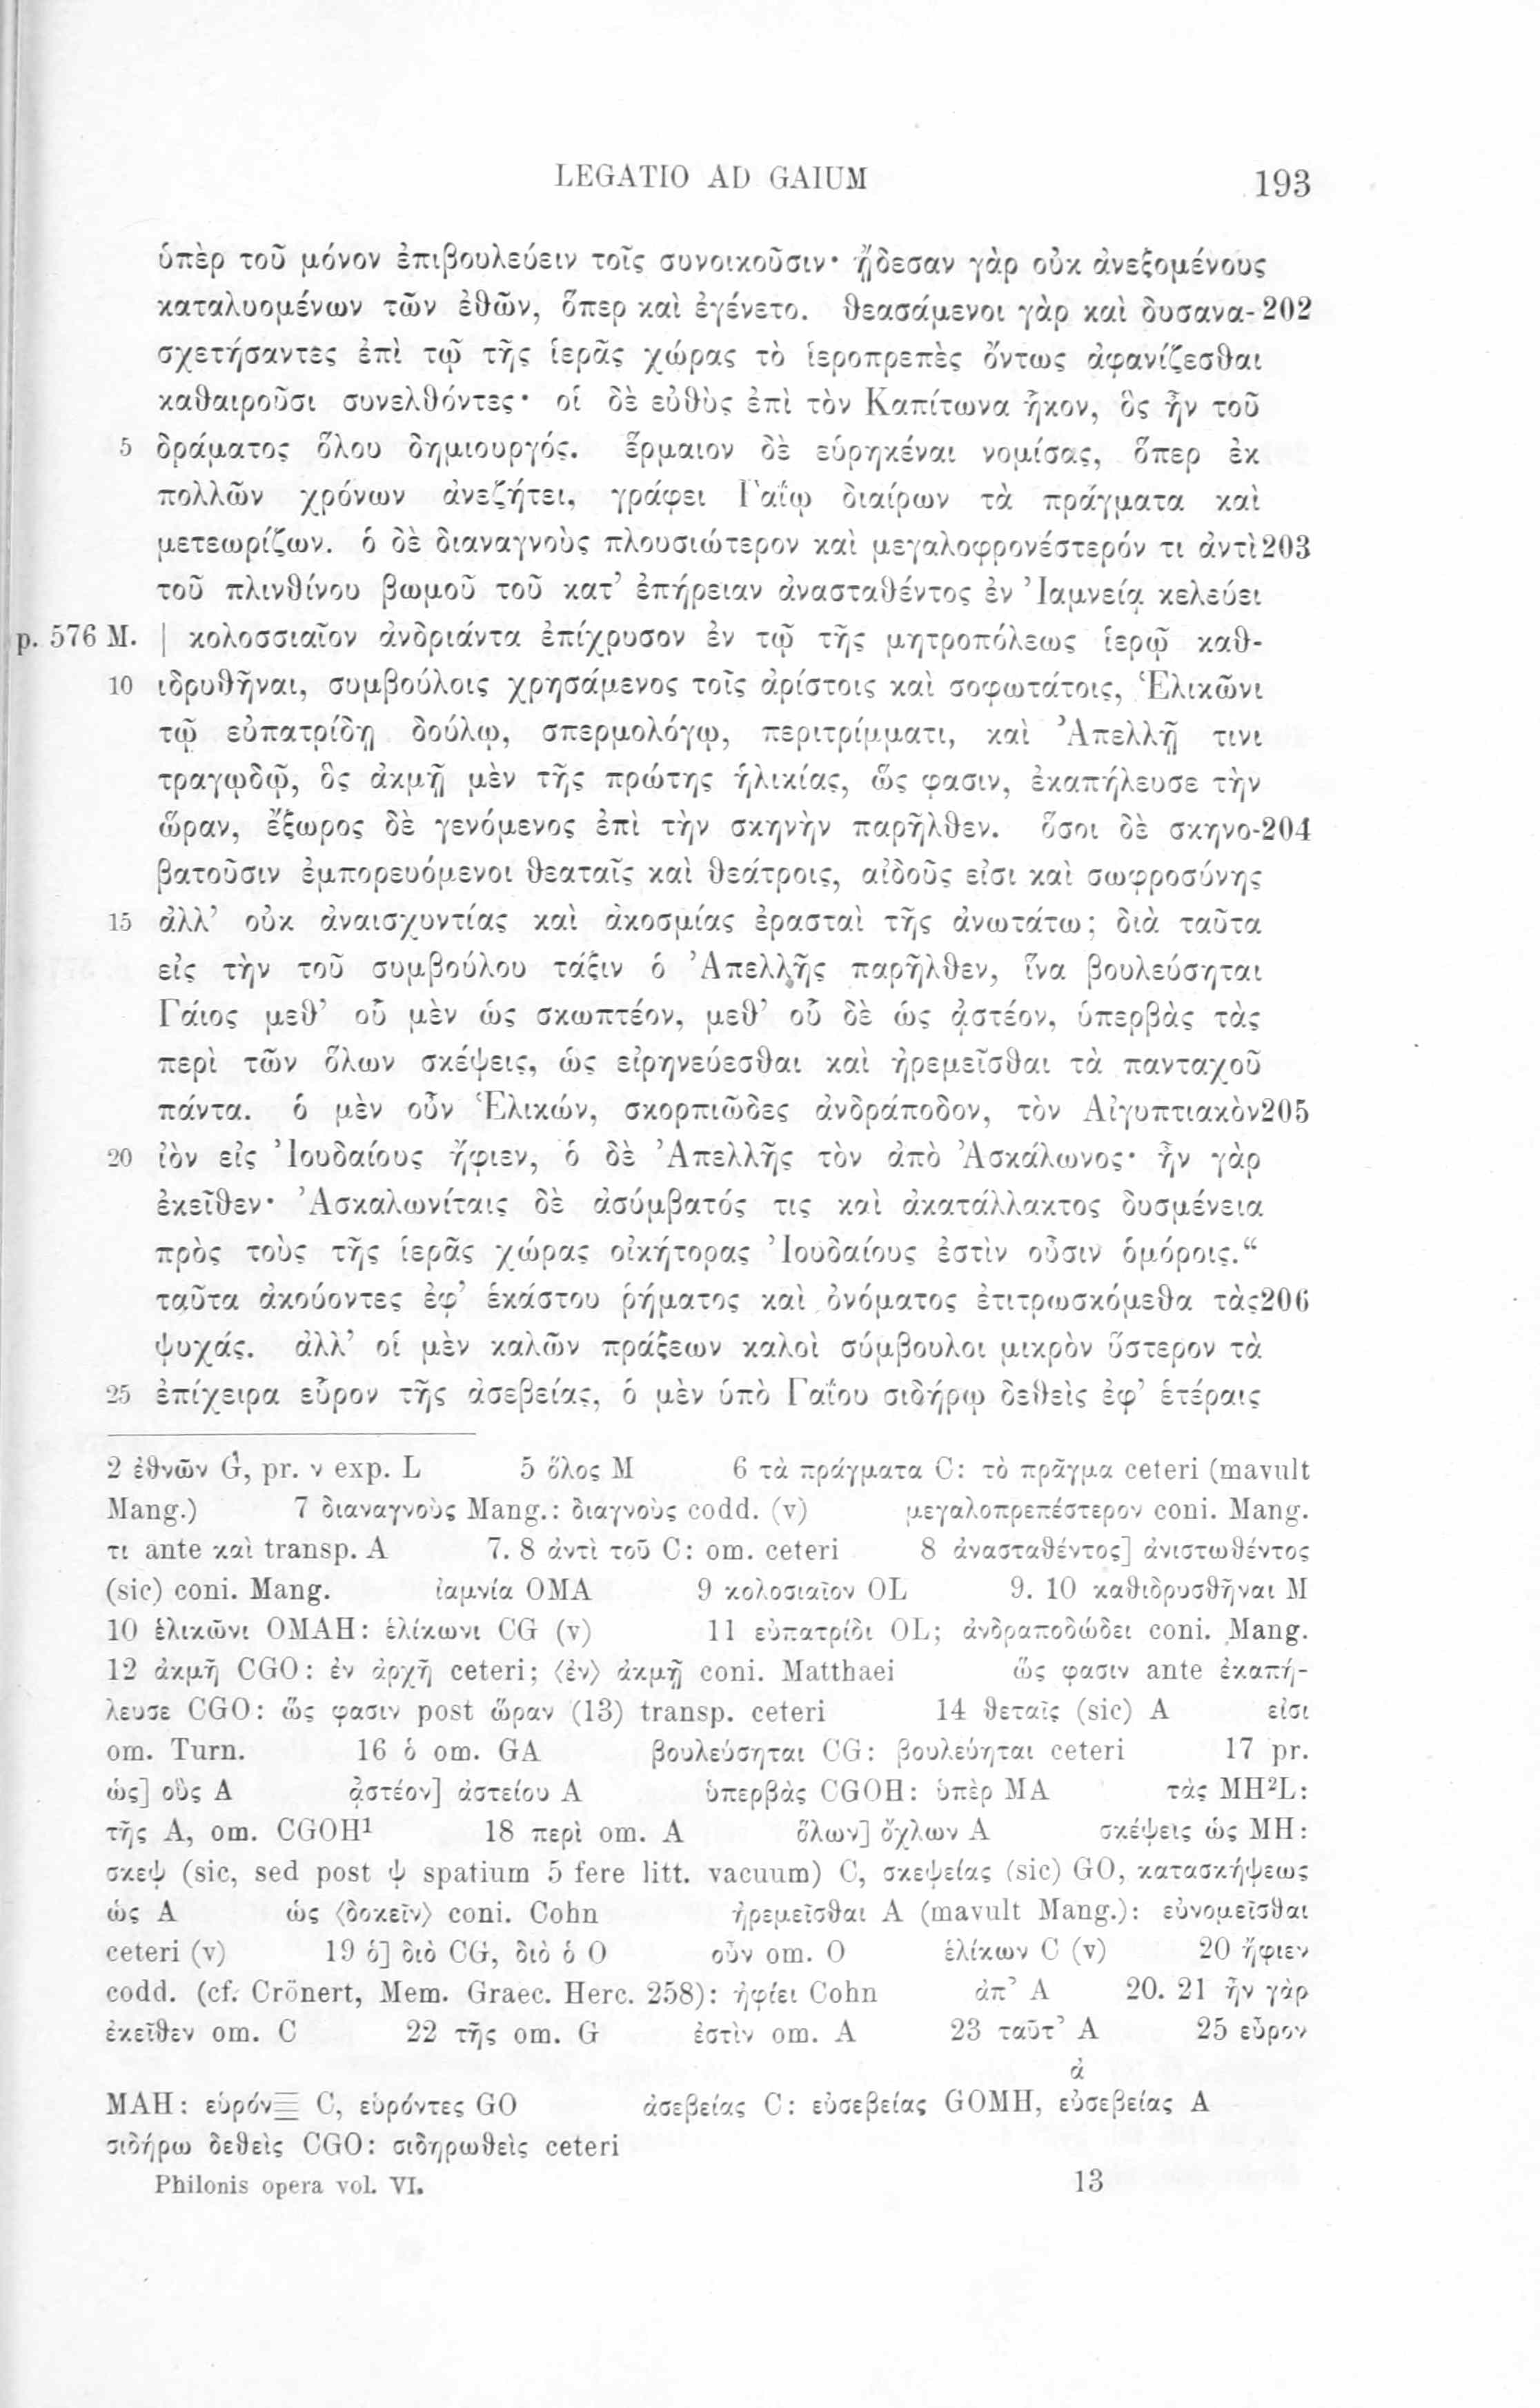 LEGATIO AD GAIUM 193
ὑπὲρ τοῦ μόνον ἐπιβουλεύειν τοῖς συνοικοῦσιν· ᾔδεσαν γὰρ οὐκ ἀνεξομένους
καταλυομένων τῶν ἐθῶν, ὅπερ καὶ ἐγένετο. θεασάμενοι γὰρ καὶ δυσανα- 202
σχετήσαντες ἐπὶ τῷ τῆς ἱερᾶς χώρας τὸ ἱεροπρεπὲς ὄντως ἀφανίζεσθαι
καθαιροῦσι συνελθόντες· οἱ δὲ εὐθὺς ἐπὶ τὸν Καπίτωνα ἧκον, ὃς ἦν τοῦ
5 δράματος ὅλου δημιουργός. ἕρμαιον δὲ εὑρηκέναι νομίσας, ὅπερ ἐκ
πολλῶν χρόνων ἀνεζήτει, γράφει Γαΐῳ διαίρων τὰ πράγματα καὶ
μετεωρίζων. ὁ δὲ διαναγνοὺς πλουσιώτερον καὶ μεγαλοφρονέστερόν τι ἀντὶ 203
τοῦ πλινθίνου βωμοῦ τοῦ κατ’ ἐπήρειαν ἀνασταθέντος ἐν Ἰαμνείᾳ κελεύει
p. 576 M. | κολοσσιαῖον ἀνδριάντα ἐπίχρυσον ἐν τῷ τῆς μητροπόλεως ἱερῷ καθ-
10 ιδρυθῆναι, συμβούλοις χρησάμενος τοῖς ἀρίστοις καὶ σοφωτάτοις, Ἑλικῶνι
τῷ εὐπατρίδῃ δούλῳ, σπερμολόγῳ, περιτρίμματι, καὶ Ἀπελλῇ τινι
τραγῳδῷ, ὃς ἀκμῇ μὲν τῆς πρώτης ἡλικίας, ὥς φασιν, ἐκαπήλευσε τὴν
ὥραν, ἔξωρος δὲ γενόμενος ἐπὶ τὴν σκηνὴν παρῆλθεν. ὅσοι δὲ σκηνο- 204
βατοῦσιν ἐμπορευόμενοι θεαταῖς καὶ θεάτροις, αἰδοῦς εἰσι καὶ σωφροσύνης
15 ἀλλ’ οὐκ ἀναισχυντίας καὶ ἀκοσμίας ἐρασταὶ τῆς ἀνωτάτω; διὰ ταῦτα
εἰς τὴν τοῦ συμβούλου τάξιν ὁ Ἀπελλῆς παρῆλθεν, ἵνα βουλεύσηται
Γάιος μεθ’ οὗ μὲν ὡς σκωπτέον, μεθ’ οὗ δὲ ὡς ᾀστέον, ὑπερβὰς τὰς
περὶ τῶν ὅλων σκέψεις, ὡς εἰρηνεύεσθαι καὶ ἠρεμεῖσθαι τὰ πανταχοῦ
πάντα. ὁ μὲν οὖν Ἑλικών, σκορπιῶδες ἀνδράποδον, τὸν Αἰγυπτιακὸν 205
20 ἰὸν εἰς Ἰουδαίους ἤφιεν, ὁ δὲ Ἀπελλῆς τὸν ἀπὸ Ἀσκάλωνος· ἦν γὰρ
ἐκεῖθεν· Ἀσκαλωνίταις δὲ ἀσύμβατός τις καὶ ἀκατάλλακτος δυσμένεια
πρὸς τοὺς τῆς ἱερᾶς χώρας οἰκήτορας Ἰουδαίους ἐστὶν οὖσιν ὁμόροις.“
ταῦτα ἀκούοντες ἐφ’ ἑκάστου ῥήματος καὶ ὀνόματος ἐτιτρωσκόμεθα τὰς 206
ψυχάς. ἀλλ’ οἱ μὲν καλῶν πράξεων καλοὶ σύμβουλοι μικρὸν ὕστερον τὰ
25 ἐπίχειρα εὗρον τῆς ἀσεβείας, ὁ μὲν ὑπὸ Γαΐου σιδήρῳ δεθεὶς ἐφ’ ἑτέραις
2 ἐθνῶν G, pr. ν exp. L 5 ὅλος M 6 τὰ πράγματα C: τὸ πρᾶγμα ceteri (mavult
Mang.) 7 διαναγνοὺς Mang.: διαγνοὺς codd. (v) μεγαλοπρεπέστερον coni. Mang.
τι ante καὶ transp. A 7. 8 ἀντὶ τοῦ C: om. ceteri 8 ἀνασταθέντος] ἀνιστωθέντος
(sic) coni. Mang. ἰαμνία OMA 9 κολοσιαῖον OL 9. 10 καθιδρυσθῆναι M
10 ἑλικῶνι OMAH: ἑλίκωνι CG (v) 11 εὐπατρίδι OL; ἀνδραποδώδει coni. Mang.
12 ἀκμῇ CGO: ἐν ἀρχῇ ceteri; ⟨ἐν⟩ ἀκμῇ coni. Matthaei ὥς φασιν ante ἐκαπή-
λευσε CGO: ὥς φασιν post ὥραν (13) transp. ceteri 14 θεταῖς (sic) A εἰσι
om. Turn. 16 ὁ om. GA βουλεύσηται CG: βουλεύηται ceteri 17 pr.
ὡς] οὓς A ᾀστέον] ἀστείου A ὑπερβὰς CGOH: ὑπὲρ MA τὰς MH²L:
τῆς A, om. CGOH¹ 18 περὶ om. A ὅλων] ὄχλων A σκέψεις ὡς MH:
σκεψ (sic, sed post ψ spatium 5 fere litt. vacuum) C, σκεψείας (sic) GO, κατασκήψεως
ὡς A ὡς ⟨δοκεῖν⟩ coni. Cohn ἠρεμεῖσθαι A (mavult Mang.): εὐνομεῖσθαι
ceteri (v) 19 ὁ] διὸ CG, διὸ ὁ O οὖν om. O ἑλίκων C (v) 20 ἤφιεν
codd. (cf. Crönert, Mem. Graec. Herc. 258): ἠφίει Cohn ἀπ’ A 20. 21 ἦν γὰρ
ἐκεῖθεν om. C 22 τῆς om. G ἐστὶν om. A 23 ταῦτ’ A 25 εὗρον
ἀ
MAH: εὑρόν C, εὑρόντες GO ἀσεβείας C: εὐσεβείας GOMH, εὐσεβείας A
σιδήρω δεθεὶς CGO: σιδηρωθεὶς ceteri
Philonis opera vol. VI. 13